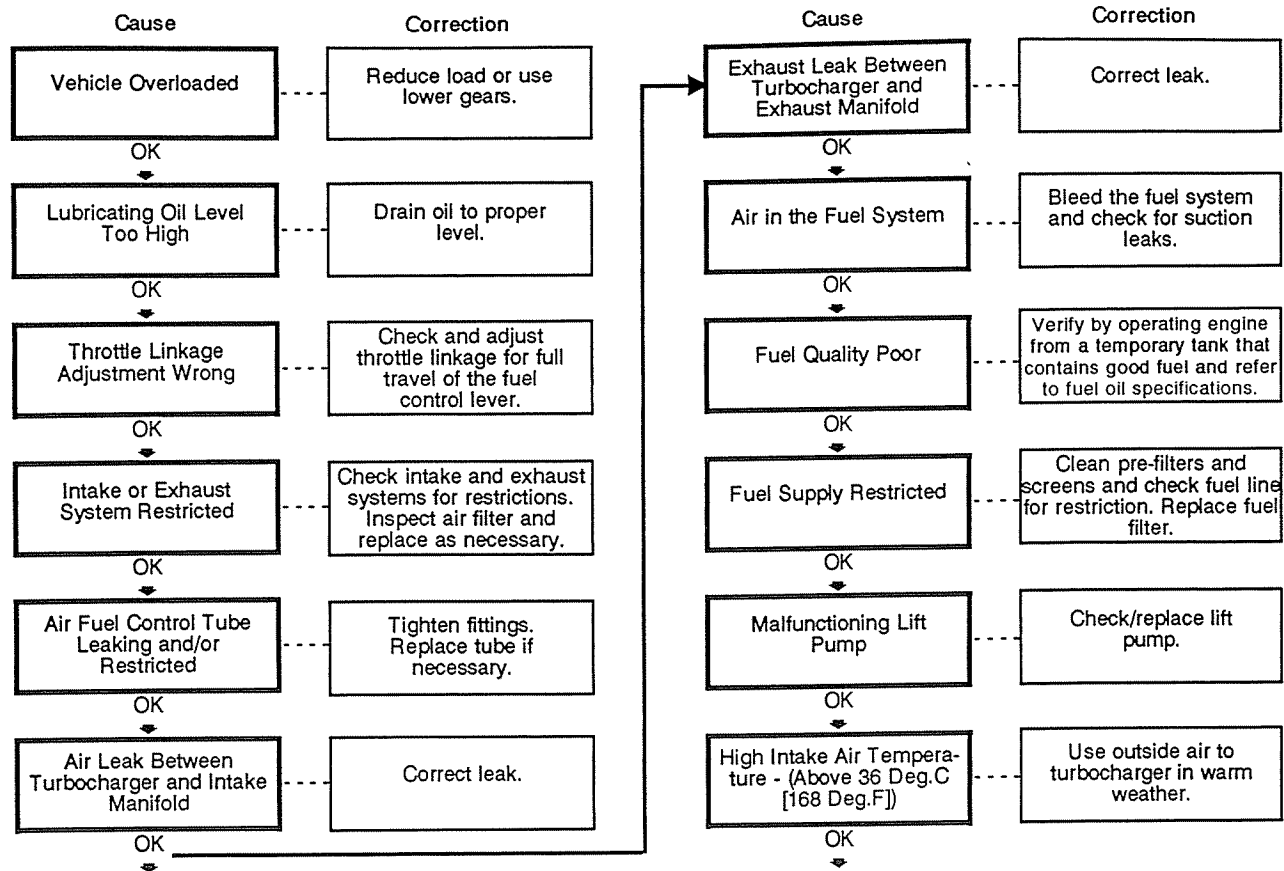 Cause
Correction
Vehicle Overloaded
Reduce load or use
lower gears.
OK
Lubricating Oil Level
Too High
Drain oil to proper
level.
OK
Throttle Linkage
Adjustment Wrong
Check and adjust
throttle linkage for full
travel of the fuel
control lever.
OK
Intake or Exhaust
System Restricted
Check intake and exhaust
systems for restrictions.
Inspect air filter and
replace as necessary.
OK
Air Fuel Control Tube
Leaking and/or
Restricted
Tighten fittings.
Replace tube if
necessary.
OK
Air Leak Between
Turbocharger and Intake
Manifold
Correct leak.
OK
Cause
Correction
Exhaust Leak Between
Turbocharger and
Exhaust Manifold
Correct leak.
OK
Air in the Fuel System
Bleed the fuel system
and check for suction
leaks.
OK
Fuel Quality Poor
Verify by operating engine
from a temporary tank that
contains good fuel and refer
to fuel oil specifications.
OK
Fuel Supply Restricted
Clean pre-filters and
screens and check fuel line
for restriction. Replace fuel
filter.
OK
Malfunctioning Lift
Pump
Check/replace lift
pump.
OK
High Intake Air Tempera-
ture - (Above 36 Deg.C
[168 Deg.F])
Use outside air to
turbocharger in warm
weather.
OK